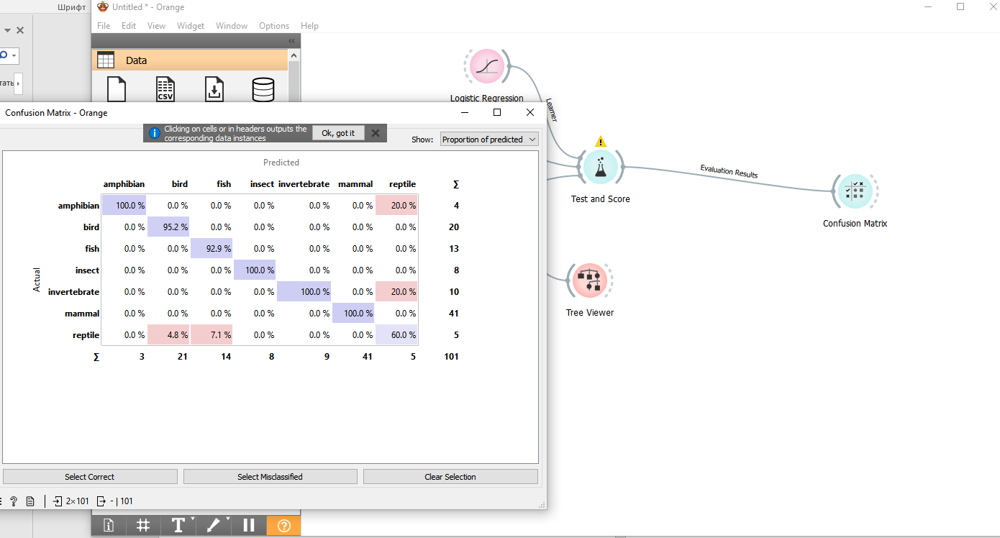 Шрифт
Untitled * - Orange
File Edit View Widget Window Options Help
Data
CSV
тать
Logistic Regression
Learner
Confusion Matrix - Orange
Clicking on cells or in headers outputs the
corresponding data instances
Ok, got it
Show: Proportion of predicted
Predicted
amphibian bird fish insect invertebrate mammal reptile Σ
amphibian 100.0 % 0.0 % 0.0 % 0.0 % 0.0 % 0.0 % 20.0 % 4
bird 0.0 % 95.2 % 0.0 % 0.0 % 0.0 % 0.0 % 0.0 % 20
fish 0.0 % 0.0 % 92.9 % 0.0 % 0.0 % 0.0 % 0.0 % 13
Actual
insect 0.0 % 0.0 % 0.0 % 100.0 % 0.0 % 0.0 % 0.0 % 8
invertebrate 0.0 % 0.0 % 0.0 % 0.0 % 100.0 % 0.0 % 20.0 % 10
mammal 0.0 % 0.0 % 0.0 % 0.0 % 0.0 % 100.0 % 0.0 % 41
reptile 0.0 % 4.8 % 7.1 % 0.0 % 0.0 % 0.0 % 60.0 % 5
Σ 3 21 14 8 9 41 5 101
Select Correct Select Misclassified Clear Selection
2×101 - | 101
Test and Score
Evaluation Results
Confusion Matrix
Tree Viewer